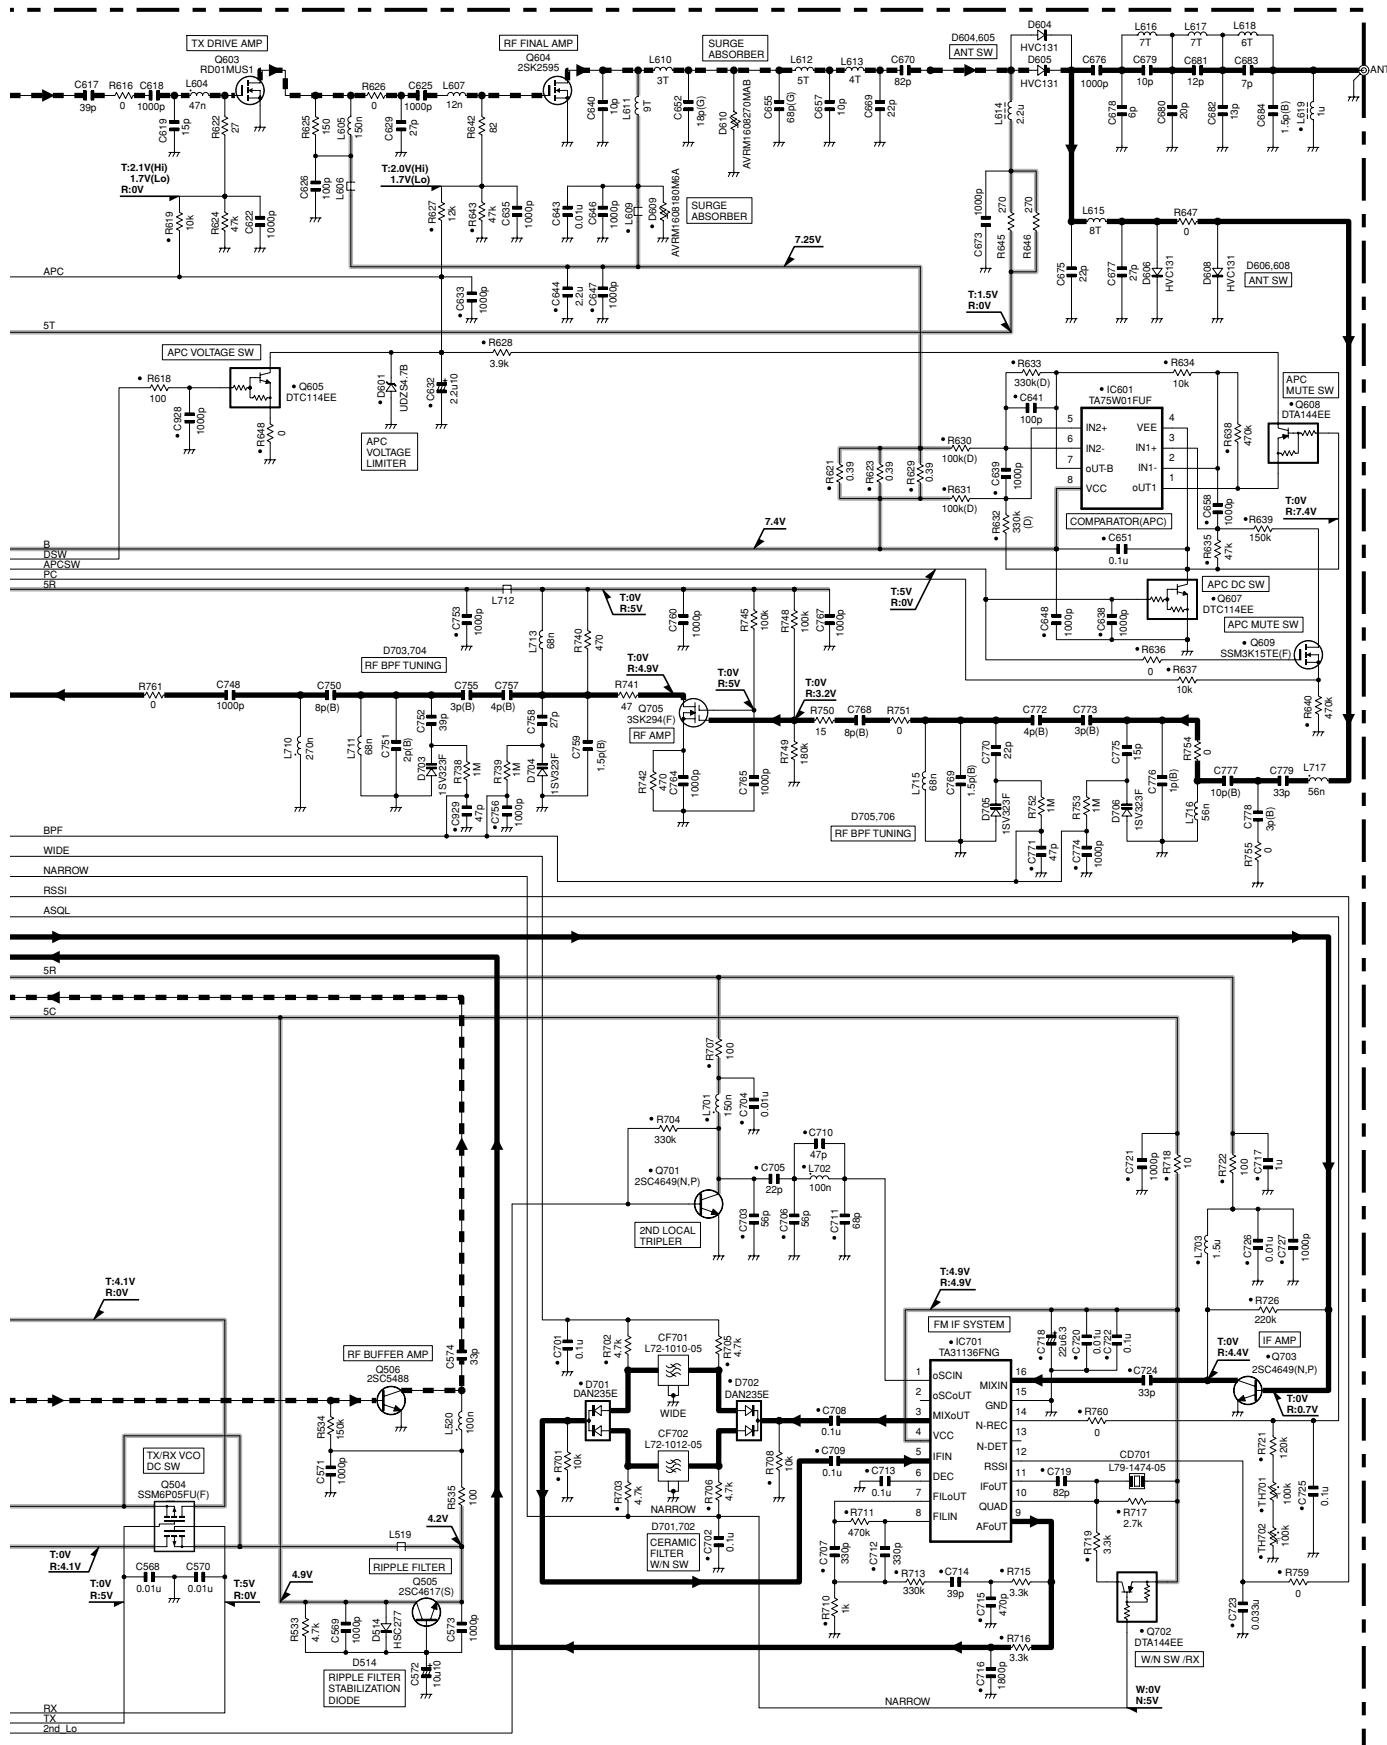 TX DRIVE AMP
Q603
RD01MUS1
C617
39p
R616
0
C618
1000p
L604
47n
C619
15p
R622
27
R625
150
L605
150n
R626
0
C625
1000p
C629
27p
L607
12n
R642
82
RF FINAL AMP
Q604
2SK2595
C640
10p
L610
3T
L611
9T
C652
18p(G)
SURGE
ABSORBER
D610
AVRM1608270MAB
C655
68p(G)
L612
5T
C657
10p
L613
4T
C669
22p
C670
82p
D604,605
ANT SW
D604
HVC131
D605
HVC131
L614
2.2u
C676
1000p
L616
7T
C679
10p
C678
6p
L617
7T
C681
12p
C680
20p
C682
13p
L618
6T
C683
7p
C684
1.5p(B)
L619
1u
ANT
T:2.1V(Hi)
1.7V(Lo)
R:0V
• R619
10k
R624
47k
C622
1000p
C626
100p
L606
T:2.0V(Hi)
1.7V(Lo)
• R627
12k
• R643
47k
C635
1000p
C643
0.01u
C646
1000p
• L609
• D609
AVRM1608180M6A
SURGE
ABSORBER
7.25V
• C644
2.2u
• C647
1000p
• C633
1000p
C673
1000p
R645
270
R646
270
T:1.5V
R:0V
L615
8T
R647
0
C675
22p
C677
27p
D606
HVC131
D608
HVC131
D606,608
ANT SW
APC
5T
APC VOLTAGE SW
• R618
100
• C928
1000p
• Q605
DTC114EE
• R648
0
• D601
UDZS4.7B
APC
VOLTAGE
LIMITER
• C632
2.2u10
• R628
3.9k
• R621
0.39
• R623
0.39
• R629
0.39
• R630
100k(D)
• R631
100k(D)
• R632
330k
(D)
• R633
330k(D)
• C641
100p
• C639
1000p
• R634
10k
• IC601
TA75W01FUF
5
IN2+
VEE
4
6
IN2-
IN1+
3
7
oUT-B
IN1-
2
8
VCC
oUT1
1
COMPARATOR(APC)
• C651
0.1u
• R638
470k
APC
MUTE SW
• Q608
DTA144EE
• C658
1000p
• R635
47k
• R639
150k
T:0V
R:7.4V
7.4V
B
DSW
APCSW
PC
5R
T:5V
R:0V
• C648
1000p
• C638
1000p
APC DC SW
• Q607
DTC114EE
APC MUTE SW
• Q609
SSM3K15TE(F)
• R636
0
• R637
10k
• R640
470k
• C753
1000p
L712
L713
68n
R740
470
T:0V
R:5V
C760
1000p
R745
100k
R748
100k
C767
1000p
D703,704
RF BPF TUNING
R761
0
C748
1000p
L710
270n
C750
8p(B)
L711
68n
C751
2p(B)
C752
39p
D703
1SV323F
C755
3p(B)
R738
1M
• C929
47p
C757
4p(B)
R739
1M
• C756
1000p
C758
27p
D704
1SV323F
C759
1.5p(B)
R741
47
T:0V
R:4.9V
Q705
3SK294(F)
RF AMP
R742
470
C764
1000p
T:0V
R:5V
C765
1000p
T:0V
R:3.2V
R749
180k
R750
15
C768
8p(B)
R751
0
L715
68n
C769
1.5p(B)
C770
22p
D705
1SV323F
C772
4p(B)
R752
1M
• C771
47p
C773
3p(B)
R753
1M
• C774
1000p
C775
15p
D706
1SV323F
C776
1p(B)
R754
0
L716
56n
C777
10p(B)
C779
33p
L717
56n
C778
3p(B)
R755
0
D705,706
RF BPF TUNING
BPF
WIDE
NARROW
RSSI
ASQL
5R
5C
• R707
100
• L701
150n
• C704
0.01u
• R704
330k
• Q701
2SC4649(N,P)
2ND LOCAL
TRIPLER
• C705
22p
• C703
56p
• C706
56p
• C710
47p
• L702
100n
• C711
68p
• C721
1000p
• R718
10
• R722
100
• C717
1u
• L703
1.5u
• C726
0.01u
• C727
1000p
• R726
220k
T:4.1V
R:0V
RF BUFFER AMP
Q506
2SC5488
C574
33p
R534
150k
C571
1000p
L520
100n
R535
100
TX/RX VCO
DC SW
Q504
SSM6P05FU(F)
T:0V
R:4.1V
T:0V
R:5V
C568
0.01u
C570
0.01u
T:5V
R:0V
L519
4.2V
RIPPLE FILTER
Q505
2SC4617(S)
4.9V
R533
4.7k
C569
1000p
D514
HSC277
C572
10u10
C573
1000p
D514
RIPPLE FILTER
STABILIZATION
DIODE
RX
TX
2nd_Lo
• C701
0.1u
• R702
4.7k
CF701
L72-1010-05
• R705
4.7k
• D701
DAN235E
WIDE
• D702
DAN235E
CF702
L72-1012-05
NARROW
• R701
10k
• R703
4.7k
• R706
4.7k
• R708
10k
D701,702
CERAMIC
FILTER
W/N SW
• C702
0.1u
• C708
0.1u
• C709
0.1u
• C713
0.1u
T:4.9V
R:4.9V
FM IF SYSTEM
• IC701
TA31136FNG
1
oSCIN
MIXIN
16
2
oSCoUT
GND
15
3
MIXoUT
N-REC
14
4
VCC
N-DET
13
5
IFIN
RSSI
12
6
DEC
IFoUT
11
7
FILoUT
QUAD
10
8
FILIN
AFoUT
9
• C718
22u6.3
• C720
0.01u
• C722
0.1u
• C724
33p
T:0V
R:4.4V
IF AMP
• Q703
2SC4649(N,P)
T:0V
R:0.7V
• R760
0
• C719
82p
CD701
L79-1474-05
• R717
2.7k
• R719
3.3k
• R721
120k
• TH701
100k
• TH702
100k
• C725
0.1u
• R759
0
• C723
0.033u
• Q702
DTA144EE
W/N SW /RX
W:0V
N:5V
• R711
470k
• C707
330p
• C712
330p
• R710
1k
• R713
330k
• C714
39p
• C715
470p
• R715
3.3k
• R716
3.3k
• C716
1800p
NARROW